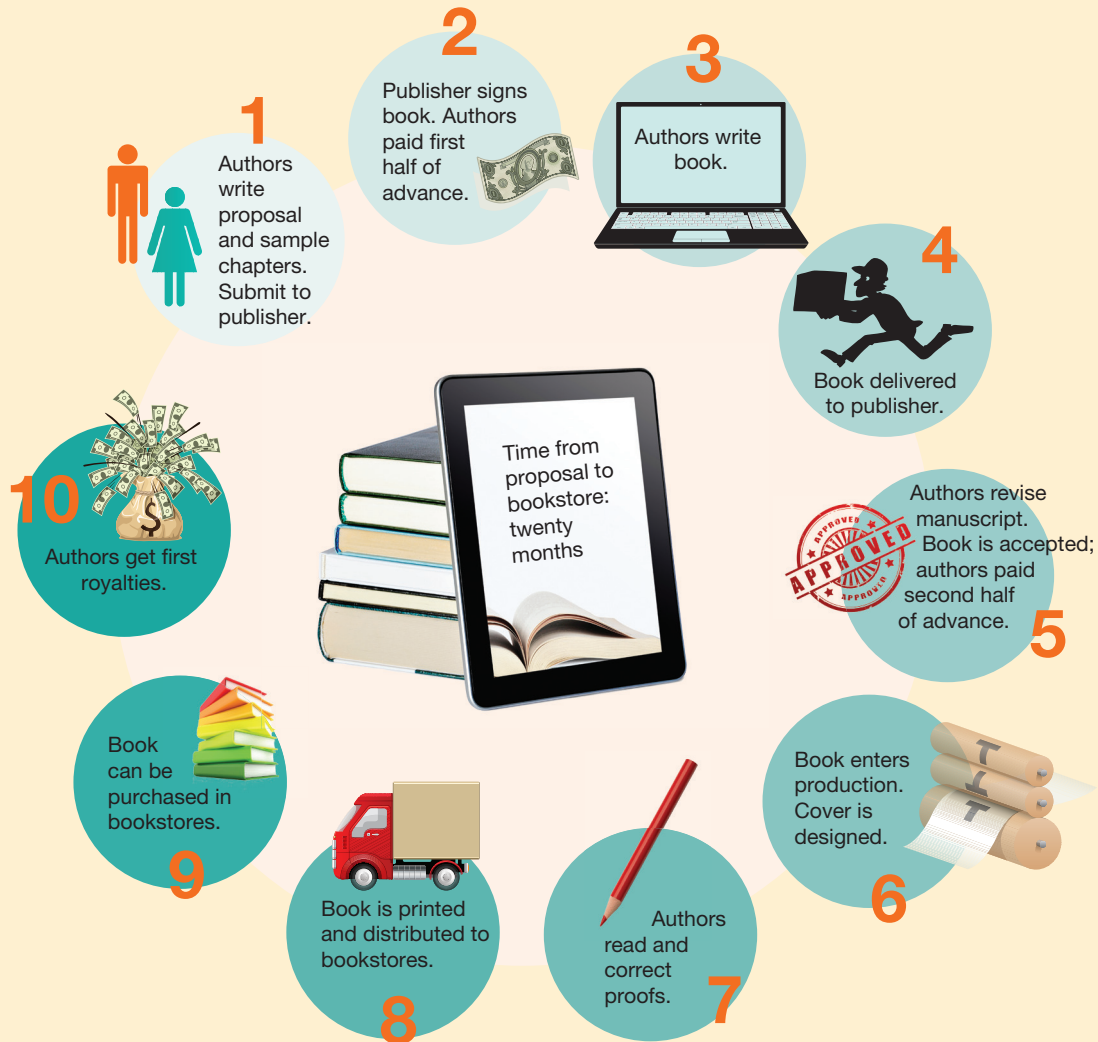 1
Authors
write
proposal
and sample
chapters.
Submit to
publisher.
2
Publisher signs
book. Authors
paid first
half of
advance.
3
Authors write
book.
4
Book delivered
to publisher.
5
Authors revise
manuscript.
Book is accepted;
authors paid
second half
of advance.
APPROVED
APPROVED
APPROVED
6
Book enters
production.
Cover is
designed.
7
Authors
read and
correct
proofs.
8
Book is printed
and distributed to
bookstores.
9
Book
can be
purchased in
bookstores.
10
Authors get first
royalties.
$
Time from
proposal to
bookstore:
twenty
months